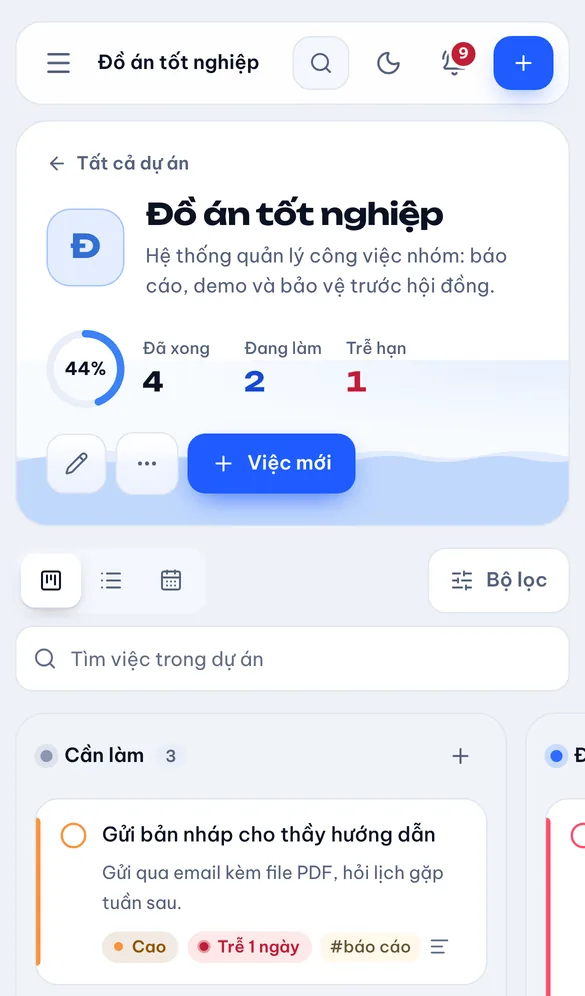 Đồ án tốt nghiệp
9
Tất cả dự án
Đ
Đồ án tốt nghiệp
Hệ thống quản lý công việc nhóm: báo
cáo, demo và bảo vệ trước hội đồng.
44%
Đã xong
4
Đang làm
2
Trễ hạn
1
Việc mới
Bộ lọc
Tìm việc trong dự án
Cần làm 3
Gửi bản nháp cho thầy hướng dẫn
Gửi qua email kèm file PDF, hỏi lịch gặp
tuần sau.
Cao
Trễ 1 ngày
#báo cáo